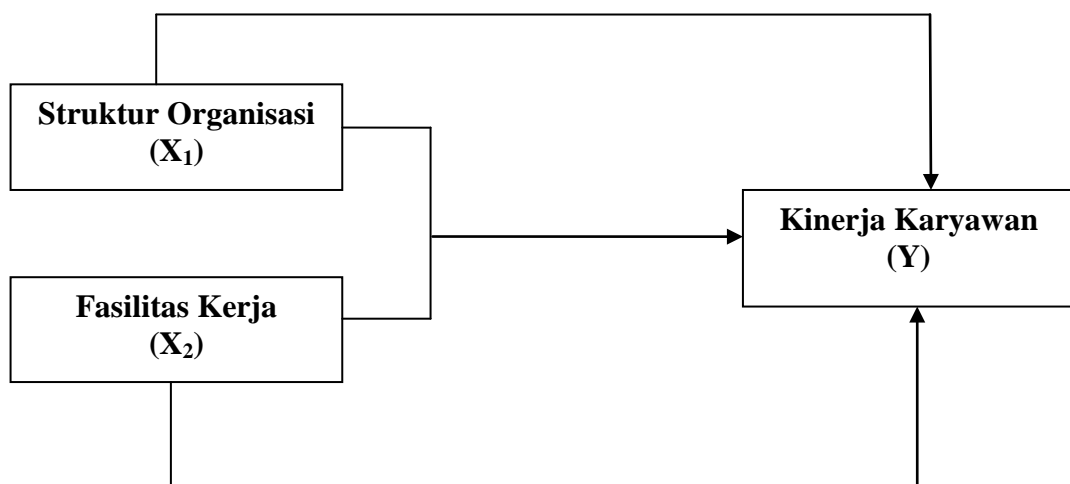 Struktur Organisasi
(X₁)
Kinerja Karyawan
(Y)
Fasilitas Kerja
(X₂)